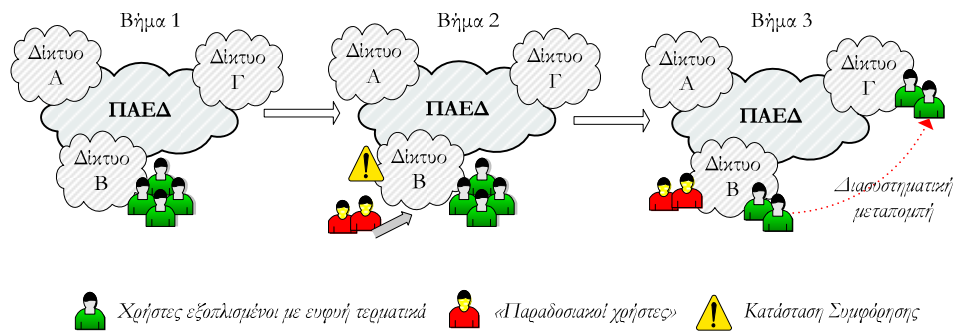 Βήμα 1
Δίκτυο
Α
Δίκτυο
Γ
ΠΑΕΔ
Δίκτυο
Β
Βήμα 2
Δίκτυο
Α
Δίκτυο
Γ
ΠΑΕΔ
Δίκτυο
Β
Βήμα 3
Δίκτυο
Α
Δίκτυο
Γ
ΠΑΕΔ
Δίκτυο
Β
Διασυστηματική
μεταπομπή
Χρήστες εξοπλισμένοι με ευφυή τερματικά
«Παραδοσιακοί χρήστες»
Κατάσταση Συμφόρησης